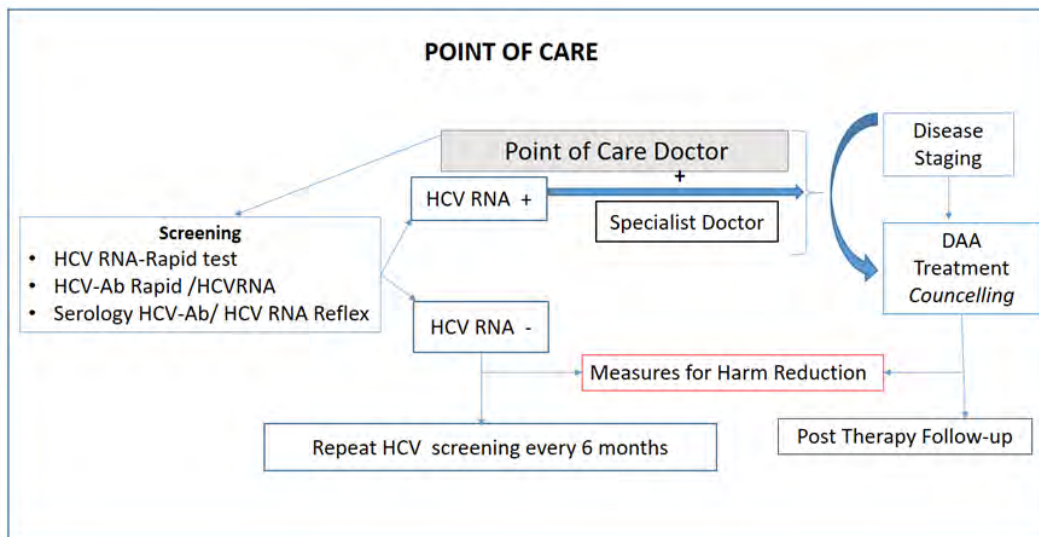 POINT OF CARE
Point of Care Doctor
+
HCV RNA +
Specialist Doctor
Disease
Staging
Screening
• HCV RNA-Rapid test
• HCV-Ab Rapid /HCVRNA
• Serology HCV-Ab/ HCV RNA Reflex
DAA
Treatment
Councelling
HCV RNA -
Measures for Harm Reduction
Repeat HCV screening every 6 months
Post Therapy Follow-up